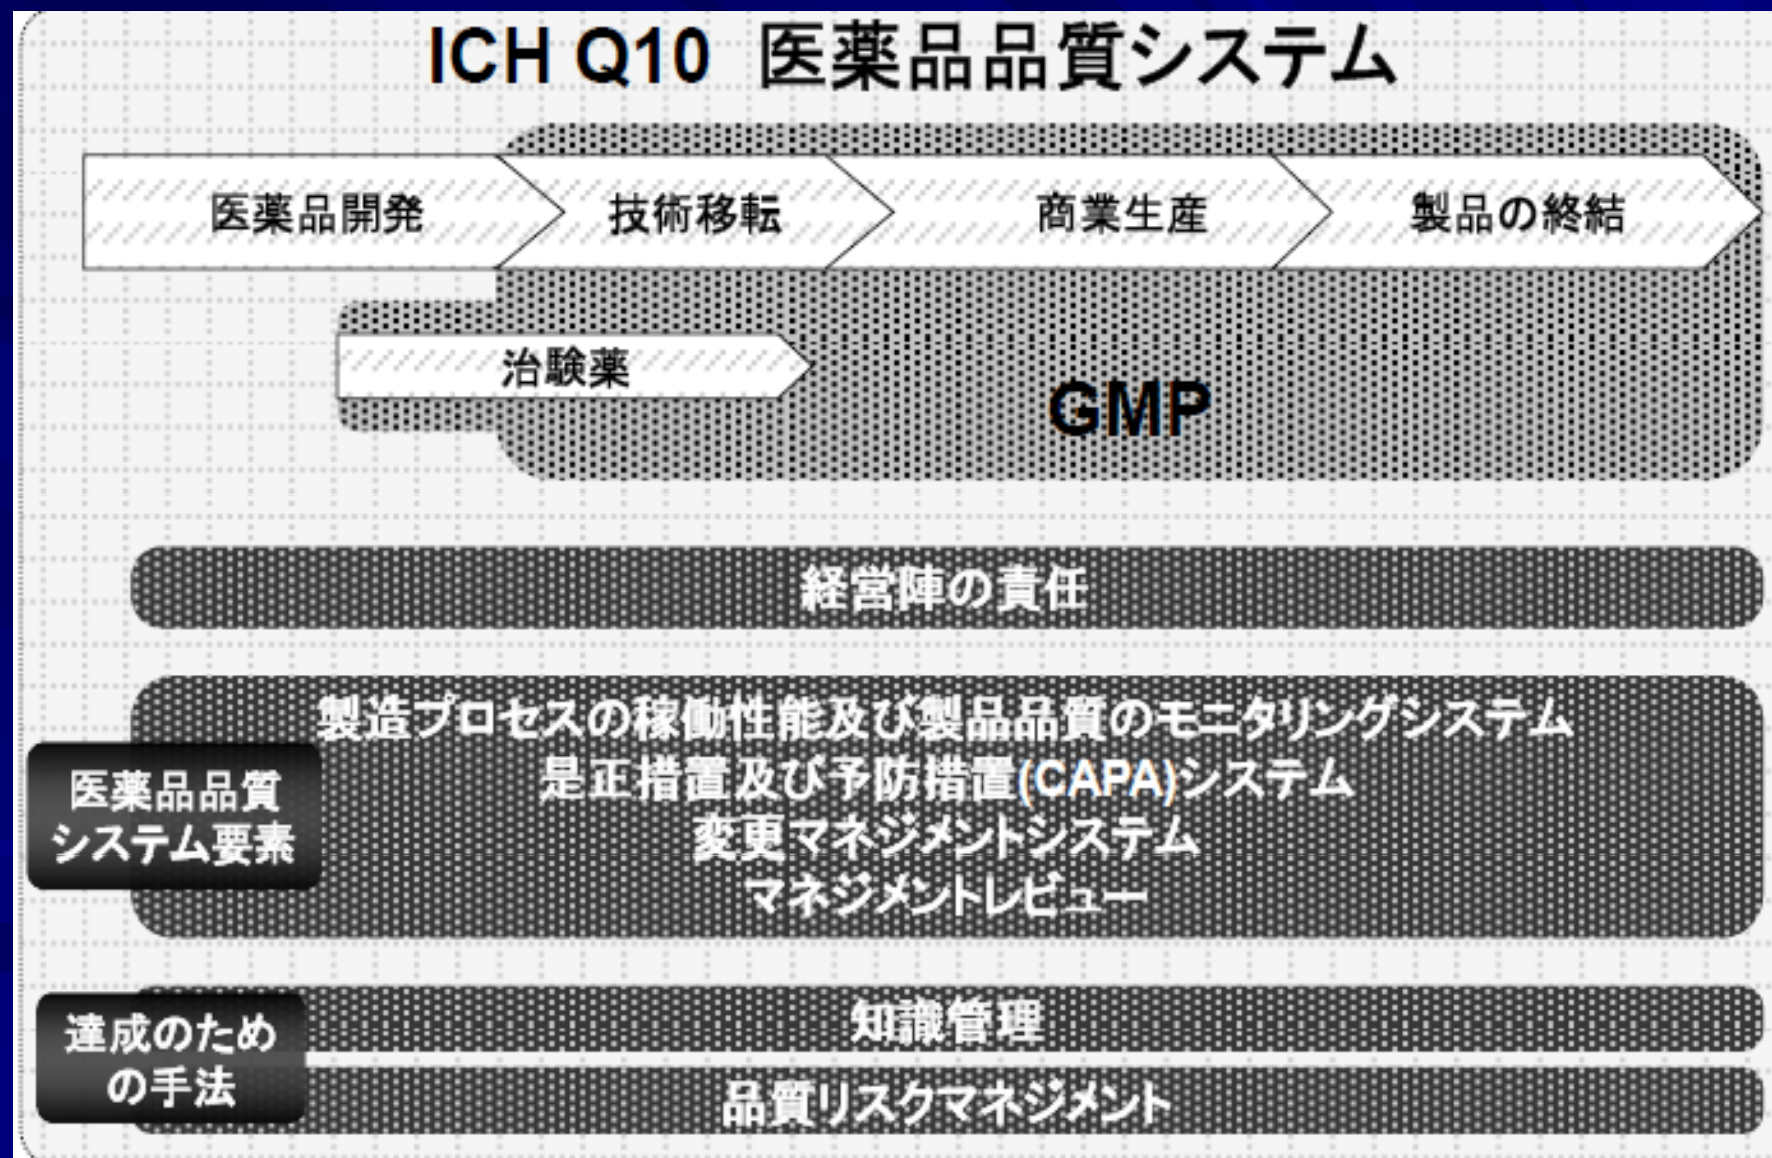 ICH Q10 医薬品品質システム
医薬品開発
技術移転
商業生産
製品の終結
治験薬
GMP
経営陣の責任
医薬品品質
システム要素
製造プロセスの稼働性能及び製品品質のモニタリングシステム
是正措置及び予防措置(CAPA)システム
変更マネジメントシステム
マネジメントレビュー
達成のため
の手法
知識管理
品質リスクマネジメント